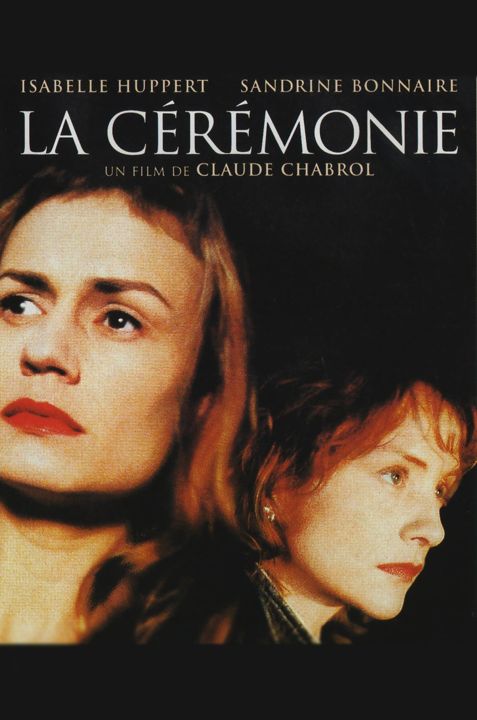 ISABELLE HUPPERT SANDRINE BONNAIRE
LA CÉRÉMONIE
UN FILM DE CLAUDE CHABROL